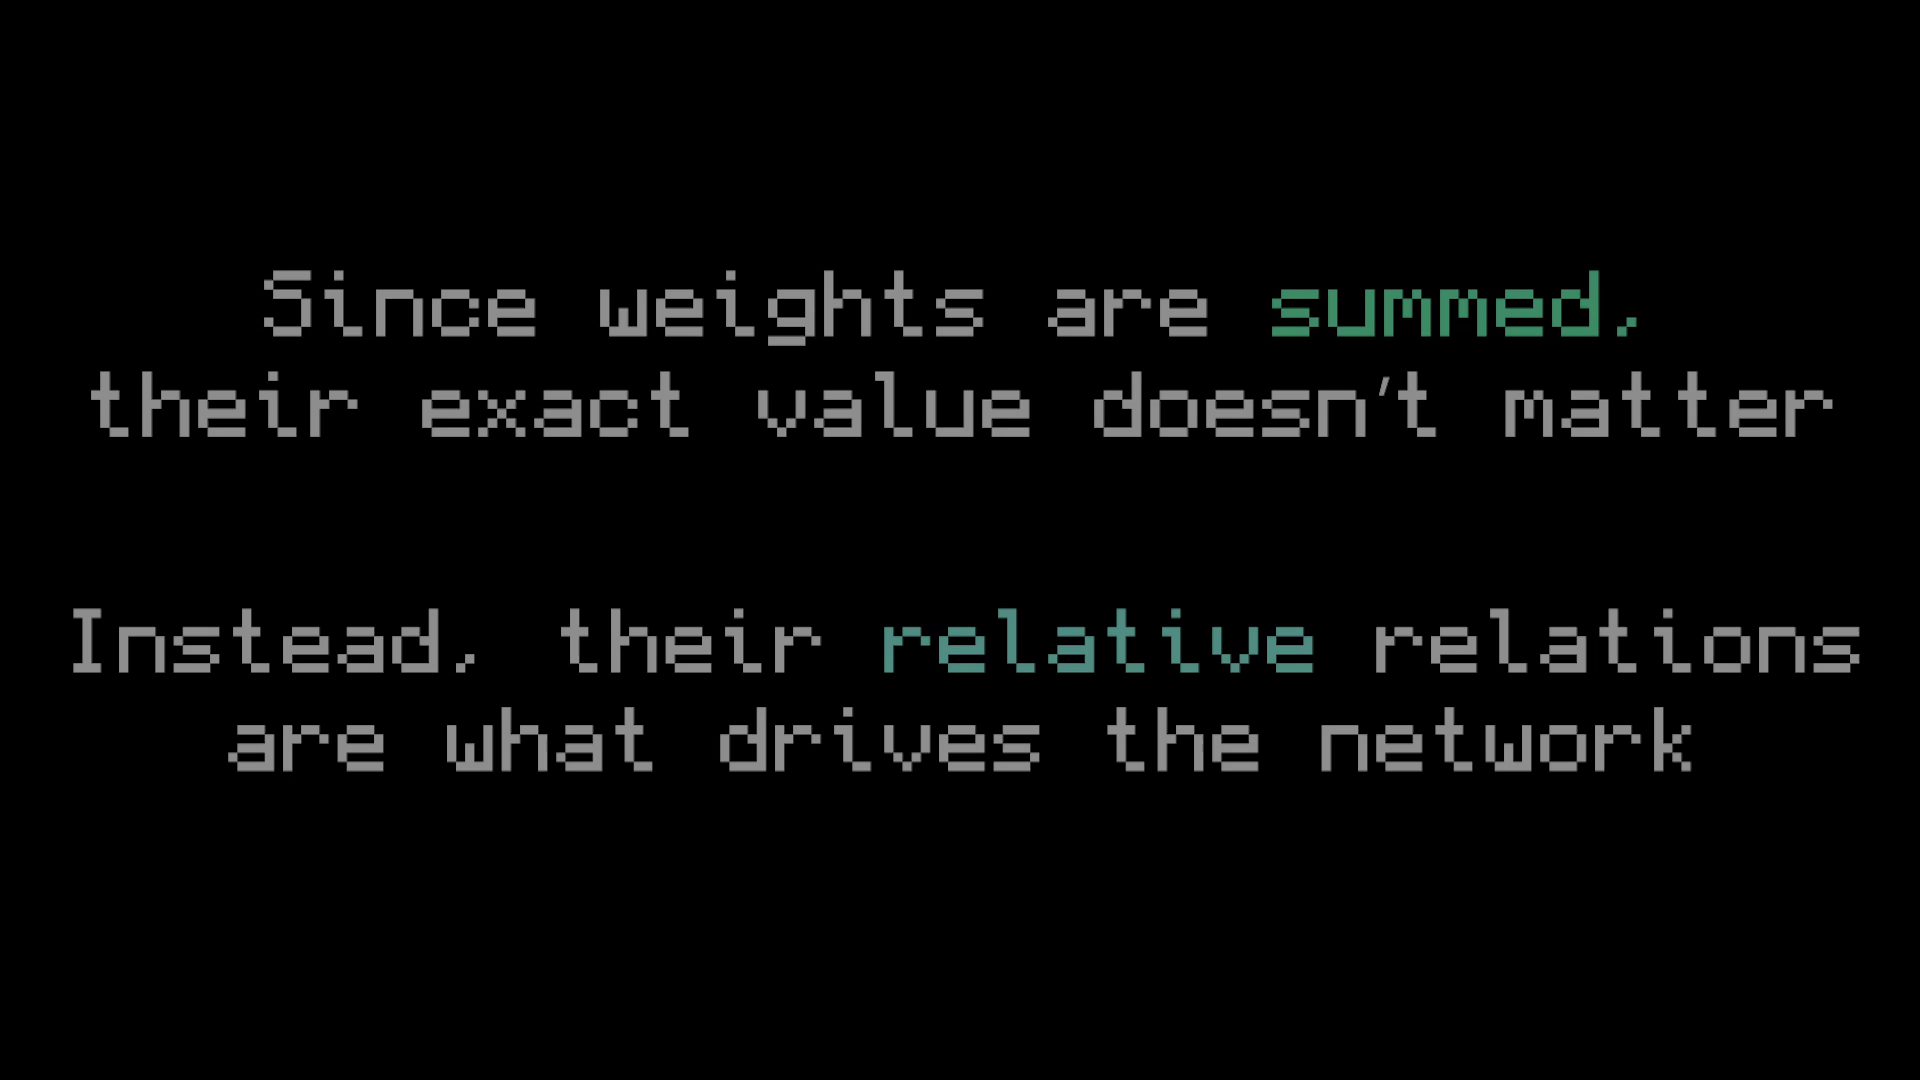 Since weights are summed,
their exact value doesn't matter
Instead, their relative relations
are what drives the network